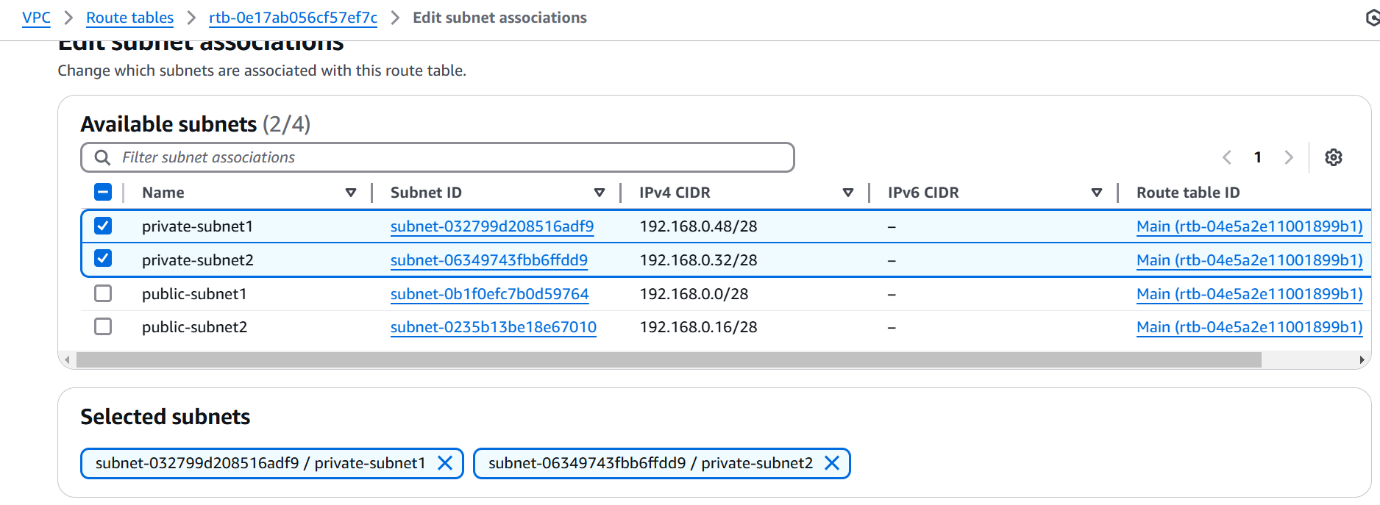 VPC > Route tables > rtb-0e17ab056cf57ef7c > Edit subnet associations
Edit subnet associations
Change which subnets are associated with this route table.
Available subnets (2/4)
Filter subnet associations
1
Name Subnet ID IPv4 CIDR IPv6 CIDR Route table ID
private-subnet1 subnet-032799d208516adf9 192.168.0.48/28 – Main (rtb-04e5a2e11001899b1)
private-subnet2 subnet-06349743fbb6ffdd9 192.168.0.32/28 – Main (rtb-04e5a2e11001899b1)
public-subnet1 subnet-0b1f0efc7b0d59764 192.168.0.0/28 – Main (rtb-04e5a2e11001899b1)
public-subnet2 subnet-0235b13be18e67010 192.168.0.16/28 – Main (rtb-04e5a2e11001899b1)
Selected subnets
subnet-032799d208516adf9 / private-subnet1
subnet-06349743fbb6ffdd9 / private-subnet2